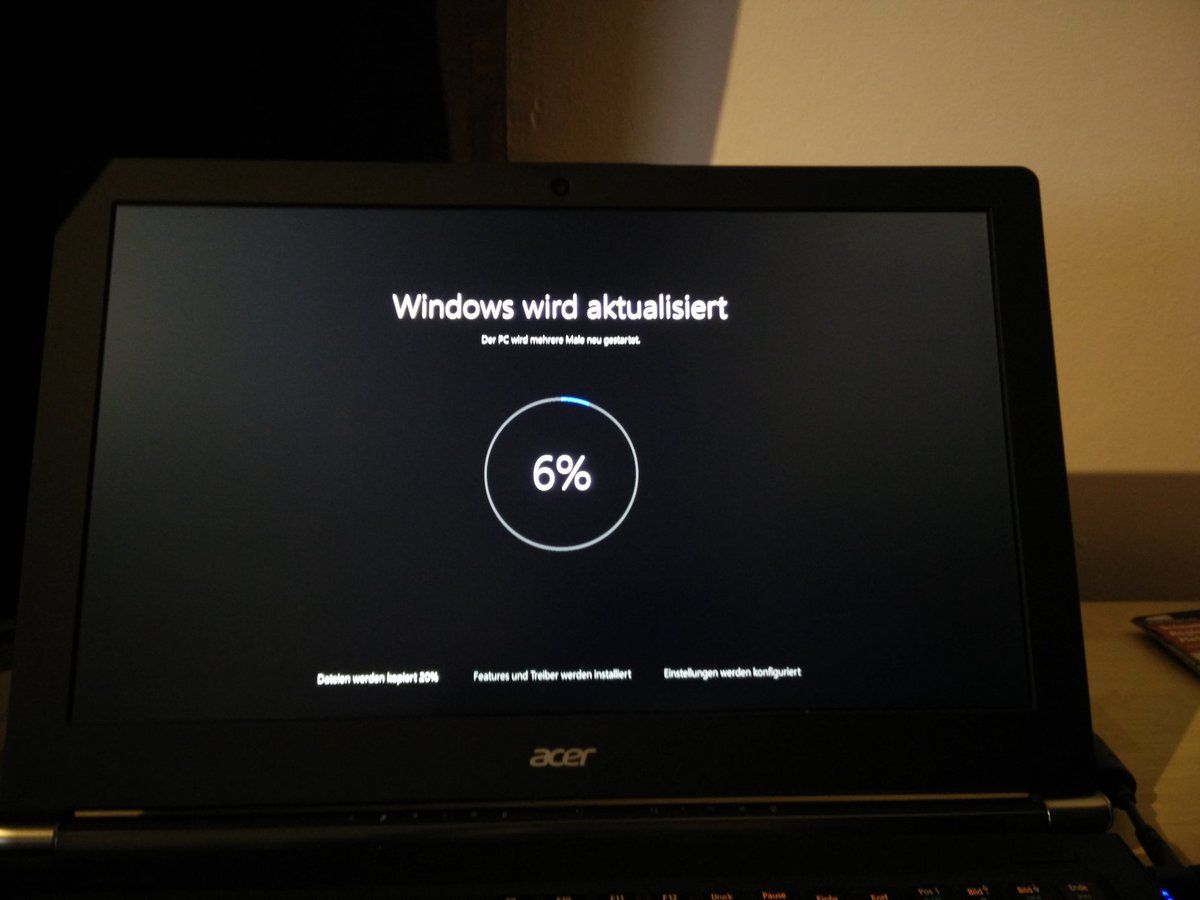 Windows wird aktualisiert
Der PC wird mehrere Male neu gestartet.
6%
Dateien werden kopiert 20%
Features und Treiber werden installiert
Einstellungen werden konfiguriert
acer
F11 F12 Druck Pause Einfg Entf Pos 1 Bild Bild Ende